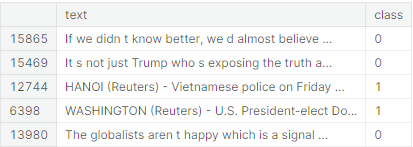 text class
15865 If we didn t know better, we d almost believe ... 0
15469 It s not just Trump who s exposing the truth a... 0
12744 HANOI (Reuters) - Vietnamese police on Friday ... 1
6398 WASHINGTON (Reuters) - U.S. President-elect Do... 1
13980 The globalists aren t happy which is a signal ... 0